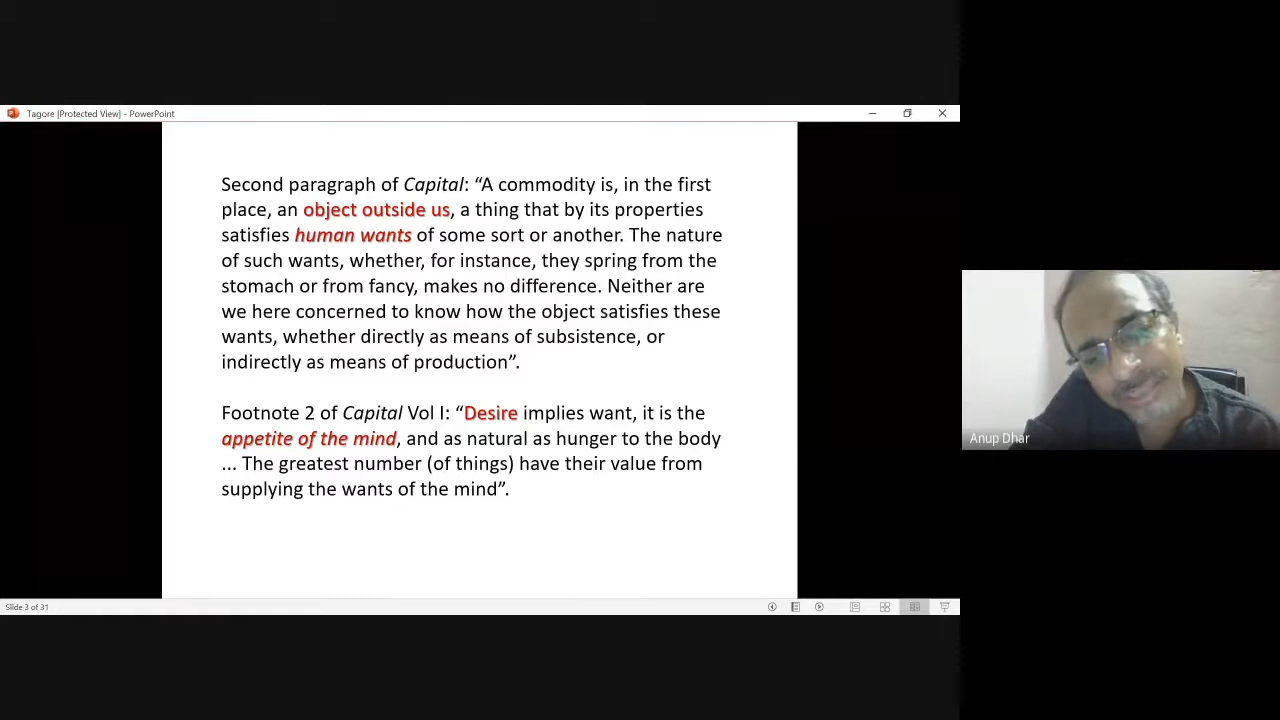 Tagore [Protected View] - PowerPoint
Second paragraph of Capital: “A commodity is, in the first
place, an object outside us, a thing that by its properties
satisfies human wants of some sort or another. The nature
of such wants, whether, for instance, they spring from the
stomach or from fancy, makes no difference. Neither are
we here concerned to know how the object satisfies these
wants, whether directly as means of subsistence, or
indirectly as means of production”.
Footnote 2 of Capital Vol I: “Desire implies want, it is the
appetite of the mind, and as natural as hunger to the body
... The greatest number (of things) have their value from
supplying the wants of the mind”.
Anup Dhar
Slide 3 of 31